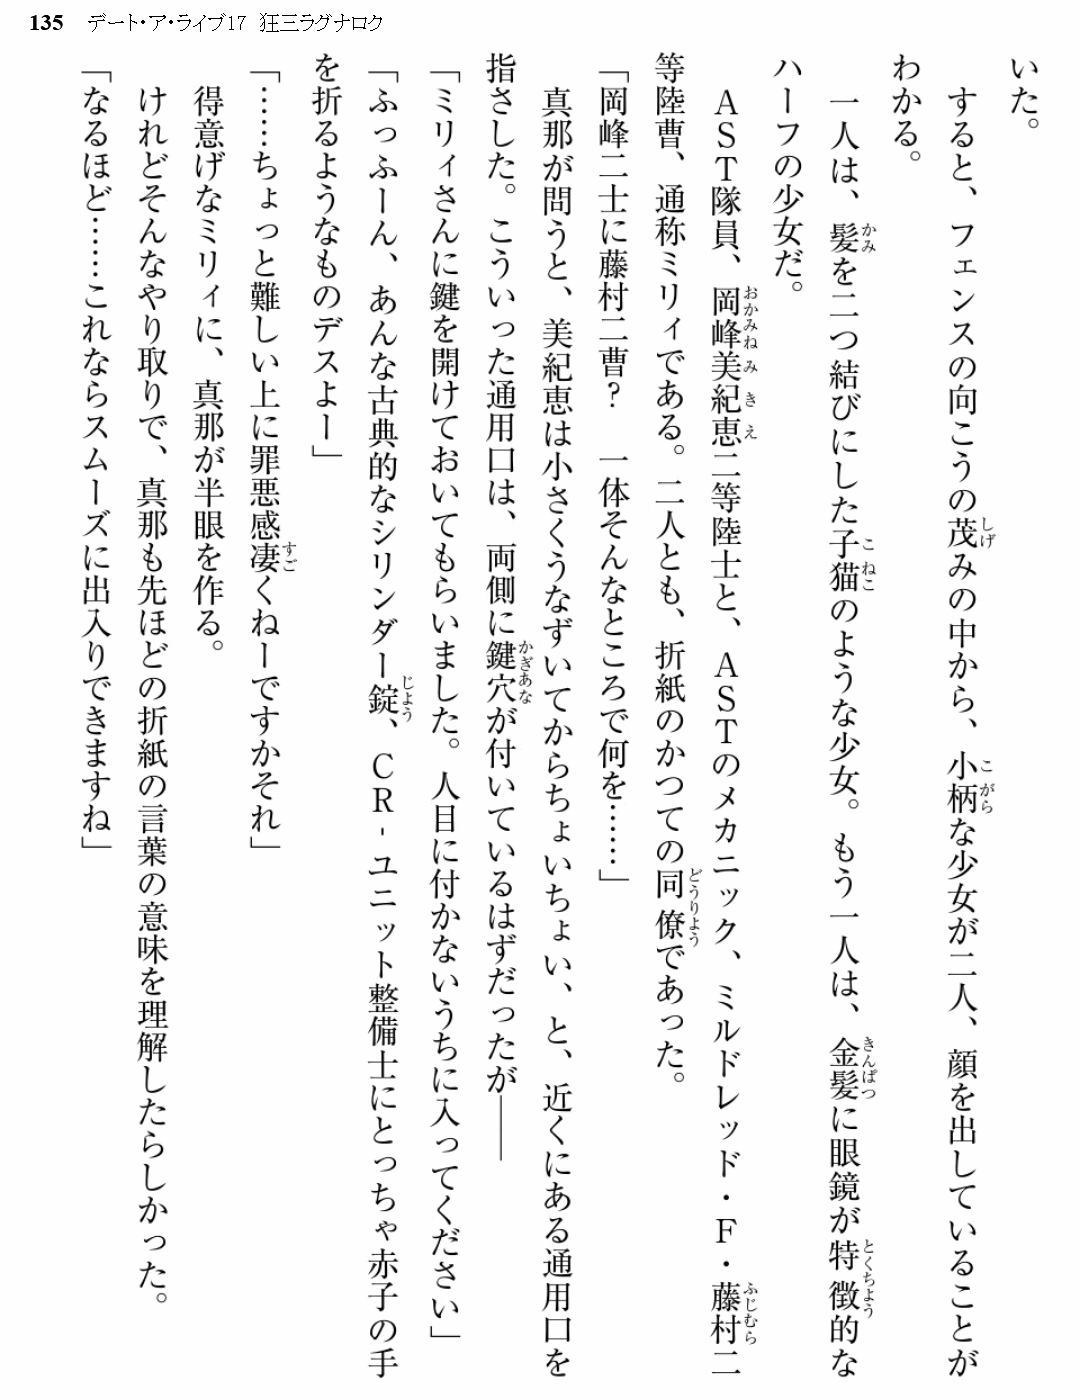 135 デート・ア・ライブ17 狂三ラグナロク
いた。
すると、フェンスの向こうの茂みの中から、小柄な少女が二人、顔を出していることが
わかる。
一人は、髪を二つ結びにした子猫のような少女。もう一人は、金髪に眼鏡が特徴的な
ハーフの少女だ。
ＡＳＴ隊員、岡峰美紀恵二等陸士と、ＡＳＴのメカニック、ミルドレッド・Ｆ・藤村二
等陸曹、通称ミリィである。二人とも、折紙のかつての同僚であった。
「岡峰二士に藤村二曹？　一体そんなところで何を……」
真那が問うと、美紀恵は小さくうなずいてからちょいちょい、と、近くにある通用口を
指さした。こういった通用口は、両側に鍵穴が付いているはずだったが――
「ミリィさんに鍵を開けておいてもらいました。人目に付かないうちに入ってください」
「ふっふーん、あんな古典的なシリンダー錠、ＣＲ-ユニット整備士にとっちゃ赤子の手
を折るようなものデスよー」
「……ちょっと難しい上に罪悪感凄くねーですかそれ」
得意げなミリィに、真那が半眼を作る。
けれどそんなやり取りで、真那も先ほどの折紙の言葉の意味を理解したらしかった。
「なるほど……これならスムーズに出入りできますね」